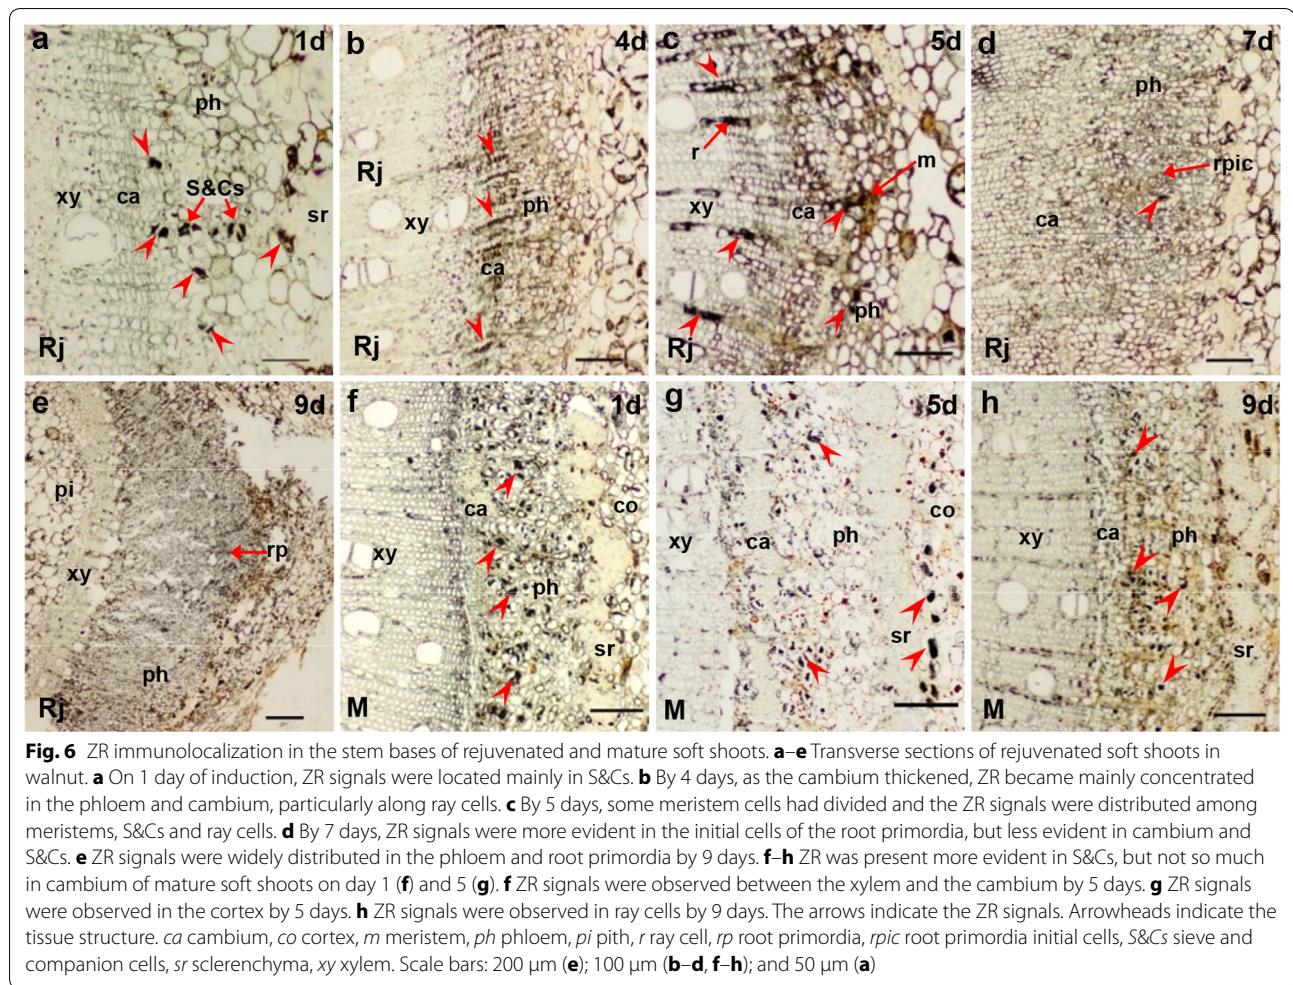 a 1d
ph
S&Cs
xy ca
sr
Rj
b 4d
Rj
ph
xy
ca
Rj
c 5d
r
m
xy
ca
ph
Rj
d 7d
ph
rpic
ca
Rj
e 9d
pi
rp
xy
ph
Rj
f 1d
ca
co
xy
ph
sr
M
g 5d
co
xy ca ph
sr
M
h 9d
xy ca ph
sr
M
Fig. 6 ZR immunolocalization in the stem bases of rejuvenated and mature soft shoots. a–e Transverse sections of rejuvenated soft shoots in
walnut. a On 1 day of induction, ZR signals were located mainly in S&Cs. b By 4 days, as the cambium thickened, ZR became mainly concentrated
in the phloem and cambium, particularly along ray cells. c By 5 days, some meristem cells had divided and the ZR signals were distributed among
meristems, S&Cs and ray cells. d By 7 days, ZR signals were more evident in the initial cells of the root primordia, but less evident in cambium and
S&Cs. e ZR signals were widely distributed in the phloem and root primordia by 9 days. f–h ZR was present more evident in S&Cs, but not so much
in cambium of mature soft shoots on day 1 (f) and 5 (g). f ZR signals were observed between the xylem and the cambium by 5 days. g ZR signals
were observed in the cortex by 5 days. h ZR signals were observed in ray cells by 9 days. The arrows indicate the ZR signals. Arrowheads indicate the
tissue structure. ca cambium, co cortex, m meristem, ph phloem, pi pith, r ray cell, rp root primordia, rpic root primordia initial cells, S&Cs sieve and
companion cells, sr sclerenchyma, xy xylem. Scale bars: 200 µm (e); 100 µm (b–d, f–h); and 50 µm (a)